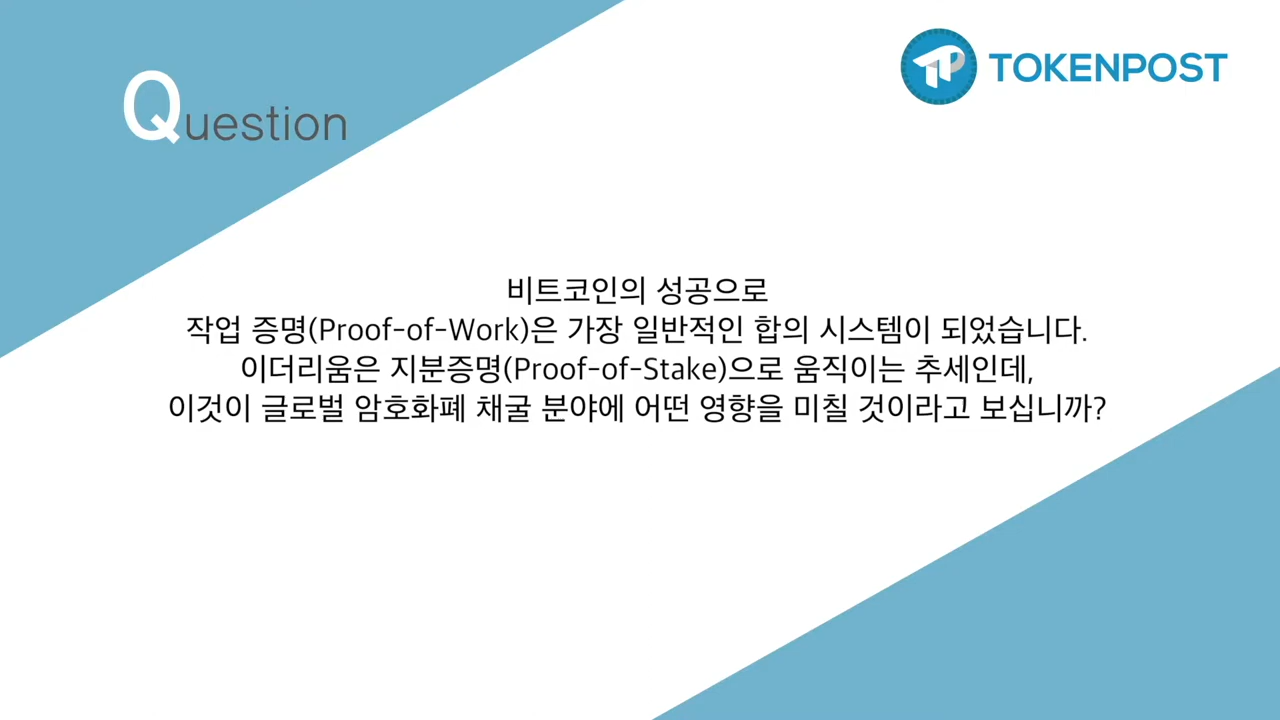 Question
TOKENPOST
비트코인의 성공으로
작업 증명(Proof-of-Work)은 가장 일반적인 합의 시스템이 되었습니다.
이더리움은 지분증명(Proof-of-Stake)으로 움직이는 추세인데,
이것이 글로벌 암호화폐 채굴 분야에 어떤 영향을 미칠 것이라고 보십니까?